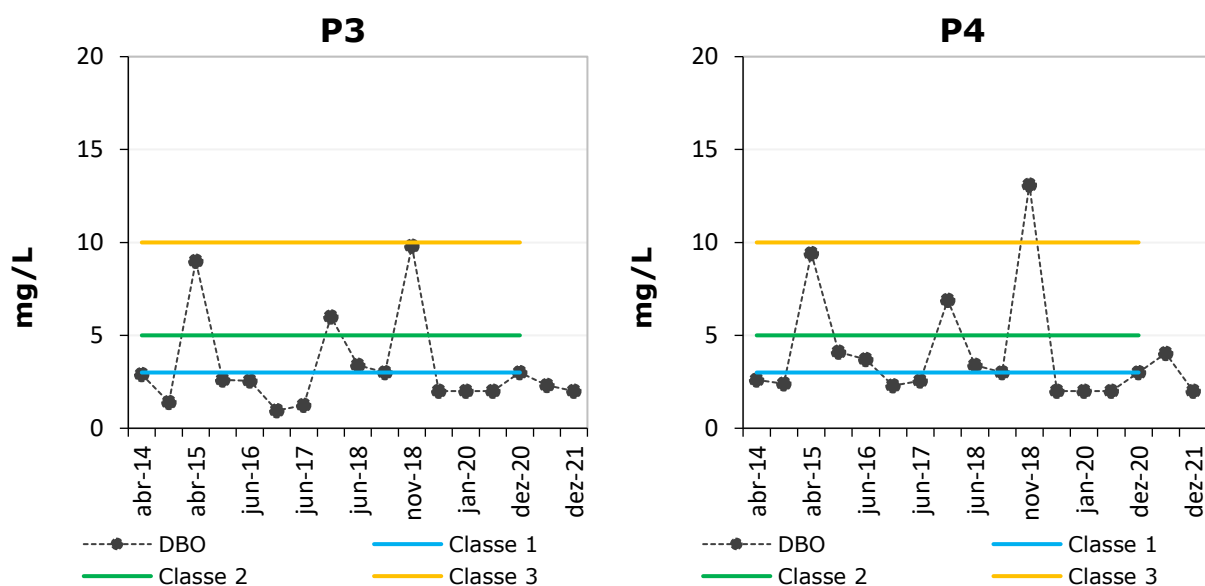 P3
20
15
10
5
0
mg/L
abr-14
abr-15
jun-16
jun-17
jun-18
nov-18
jan-20
dez-20
dez-21
DBO
Classe 1
Classe 2
Classe 3
P4
20
15
10
5
0
mg/L
abr-14
abr-15
jun-16
jun-17
jun-18
nov-18
jan-20
dez-20
dez-21
DBO
Classe 1
Classe 2
Classe 3